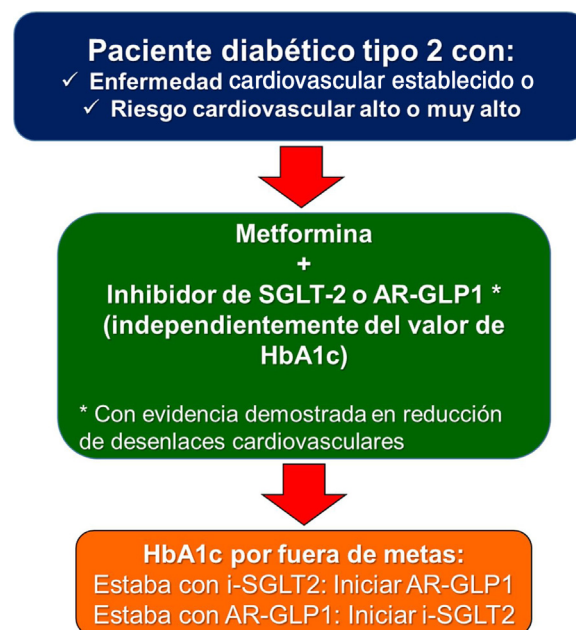 Paciente diabético tipo 2 con:
✓ Enfermedad cardiovascular establecido o
✓ Riesgo cardiovascular alto o muy alto
Metformina
+
Inhibidor de SGLT-2 o AR-GLP1 *
(independientemente del valor de
HbA1c)
* Con evidencia demostrada en reducción
de desenlaces cardiovasculares
HbA1c por fuera de metas:
Estaba con i-SGLT2: Iniciar AR-GLP1
Estaba con AR-GLP1: Iniciar i-SGLT2